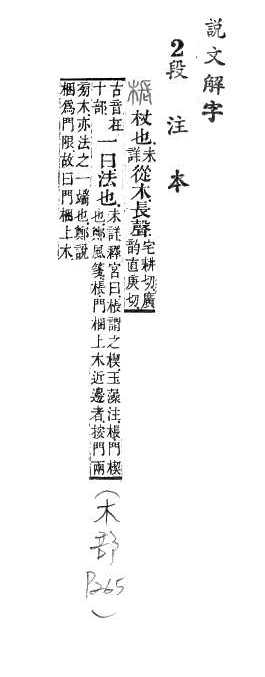 說文解字
2段注本
棖 杖也 未詳 從木長聲 宅耕切廣韵直庚切
古音在十部 一曰法也 未詳釋宮曰棖謂之楔玉藻注棖門楔也鄭風箋棖門梱上木近邊者按門兩
旁木亦法之一端也鄭說梱爲門限故曰門梱上木
(木部 P265)